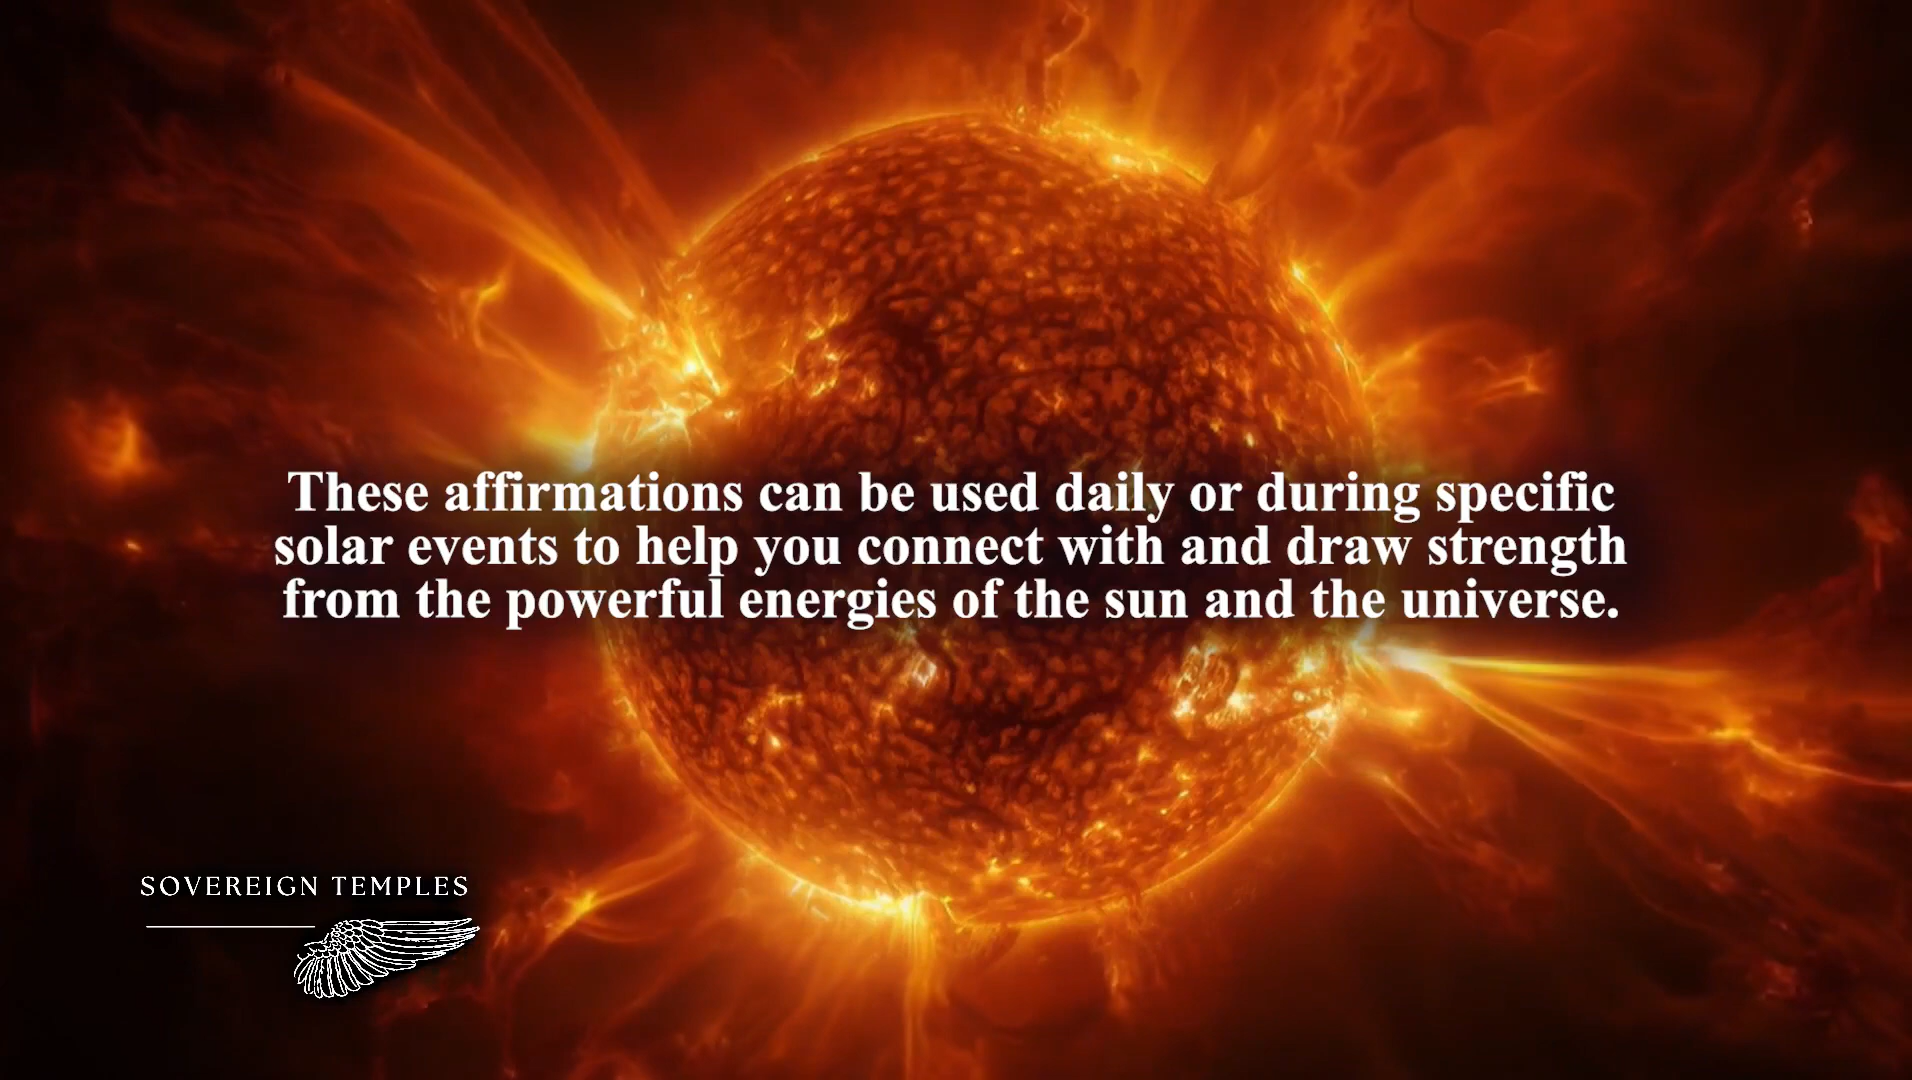 These affirmations can be used daily or during specific
solar events to help you connect with and draw strength
from the powerful energies of the sun and the universe.
SOVEREIGN TEMPLES